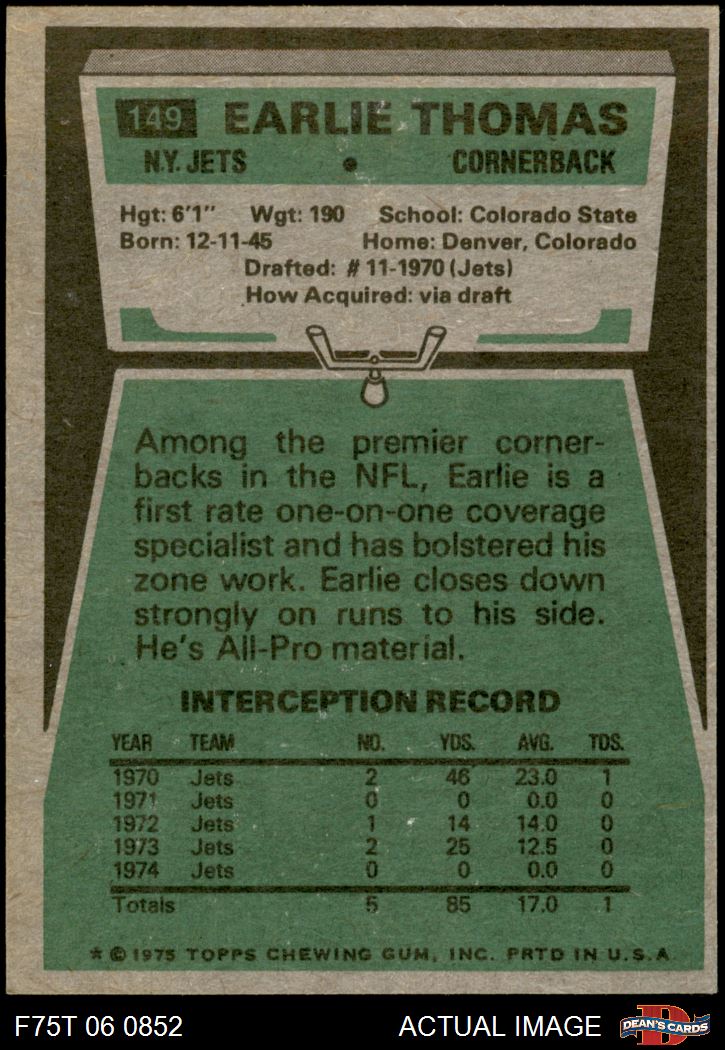 149 EARLIE THOMAS
N.Y. JETS • CORNERBACK
Hgt: 6'1" Wgt: 190 School: Colorado State
Born: 12-11-45 Home: Denver, Colorado
Drafted: # 11-1970 (Jets)
How Acquired: via draft
Among the premier corner-
backs in the NFL, Earlie is a
first rate one-on-one coverage
specialist and has bolstered his
zone work. Earlie closes down
strongly on runs to his side.
He's All-Pro material.
INTERCEPTION RECORD
YEAR TEAM NO. YDS. AVG. TDS.
1970 Jets 2 46 23.0 1
1971 Jets 0 0 0.0 0
1972 Jets 1 14 14.0 0
1973 Jets 2 25 12.5 0
1974 Jets 0 0 0.0 0
Totals 5 85 17.0 1
* © 1975 TOPPS CHEWING GUM, INC. PRTD IN U.S.A
F75T 06 0852 ACTUAL IMAGE D DEAN'S CARDS